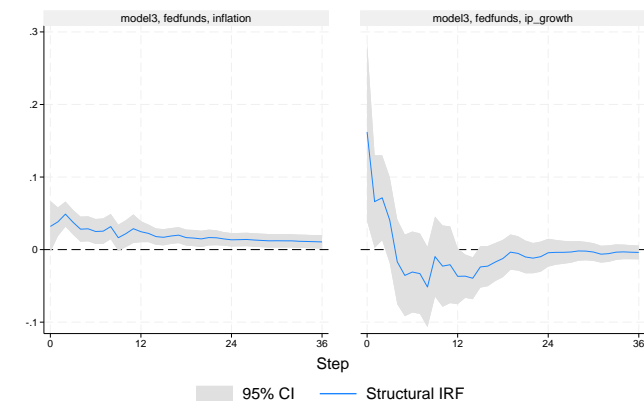 model3, fedfunds, inflation
model3, fedfunds, ip_growth
.3
.2
.1
0
-.1
0 12 24 36
0 12 24 36
Step
95% CI Structural IRF